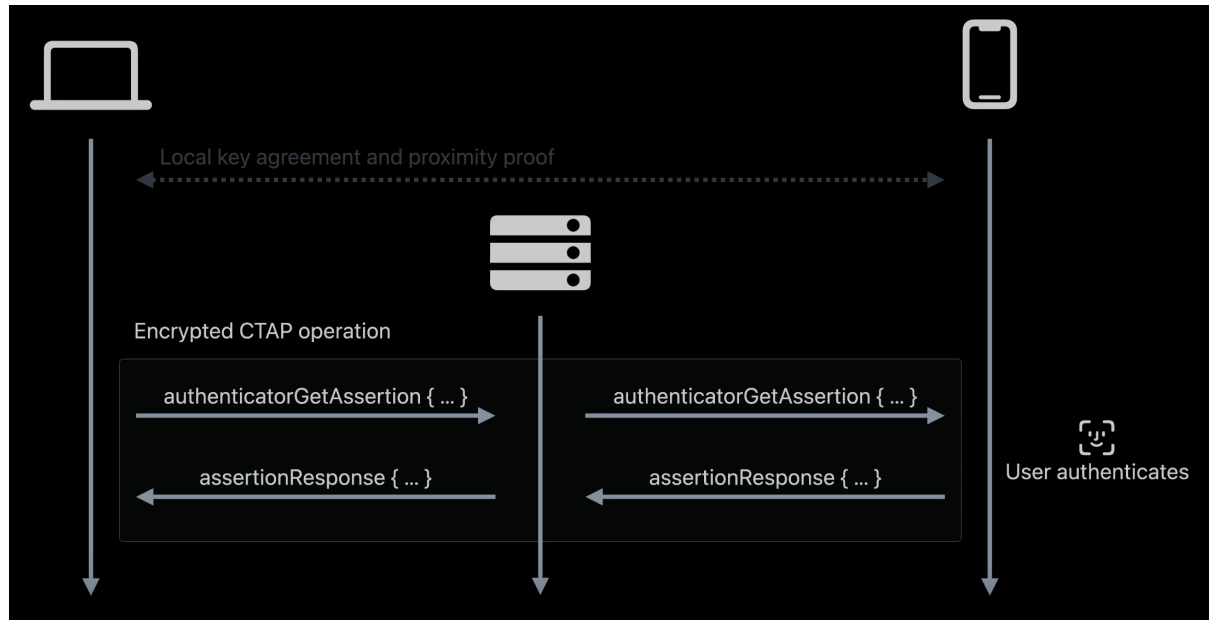 Local key agreement and proximity proof
Encrypted CTAP operation
authenticatorGetAssertion { ... }
authenticatorGetAssertion { ... }
assertionResponse { ... }
assertionResponse { ... }
User authenticates